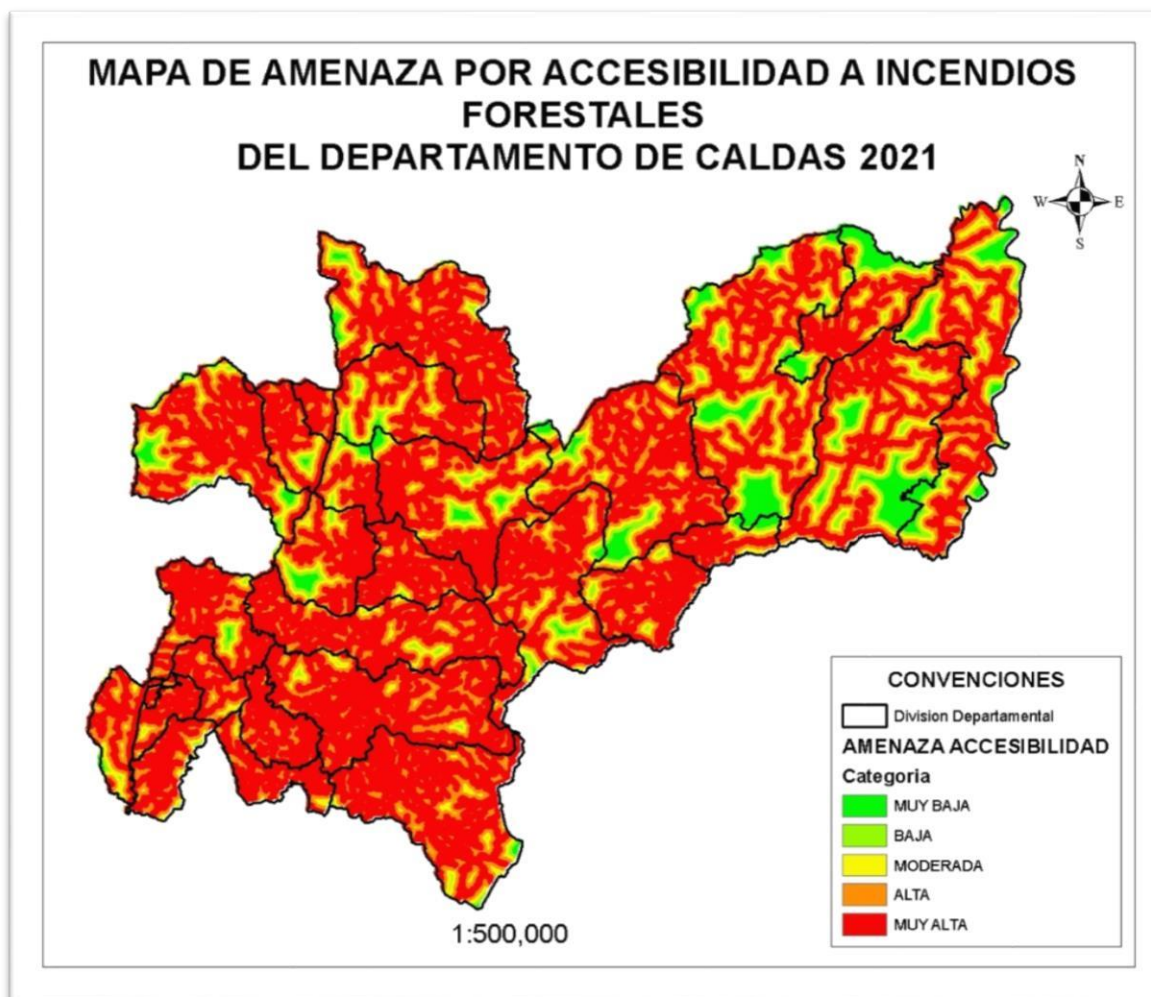 MAPA DE AMENAZA POR ACCESIBILIDAD A INCENDIOS
FORESTALES
DEL DEPARTAMENTO DE CALDAS 2021
N
W E
S
CONVENCIONES
Division Departamental
AMENAZA ACCESIBILIDAD
Categoria
MUY BAJA
BAJA
MODERADA
ALTA
MUY ALTA
1:500,000